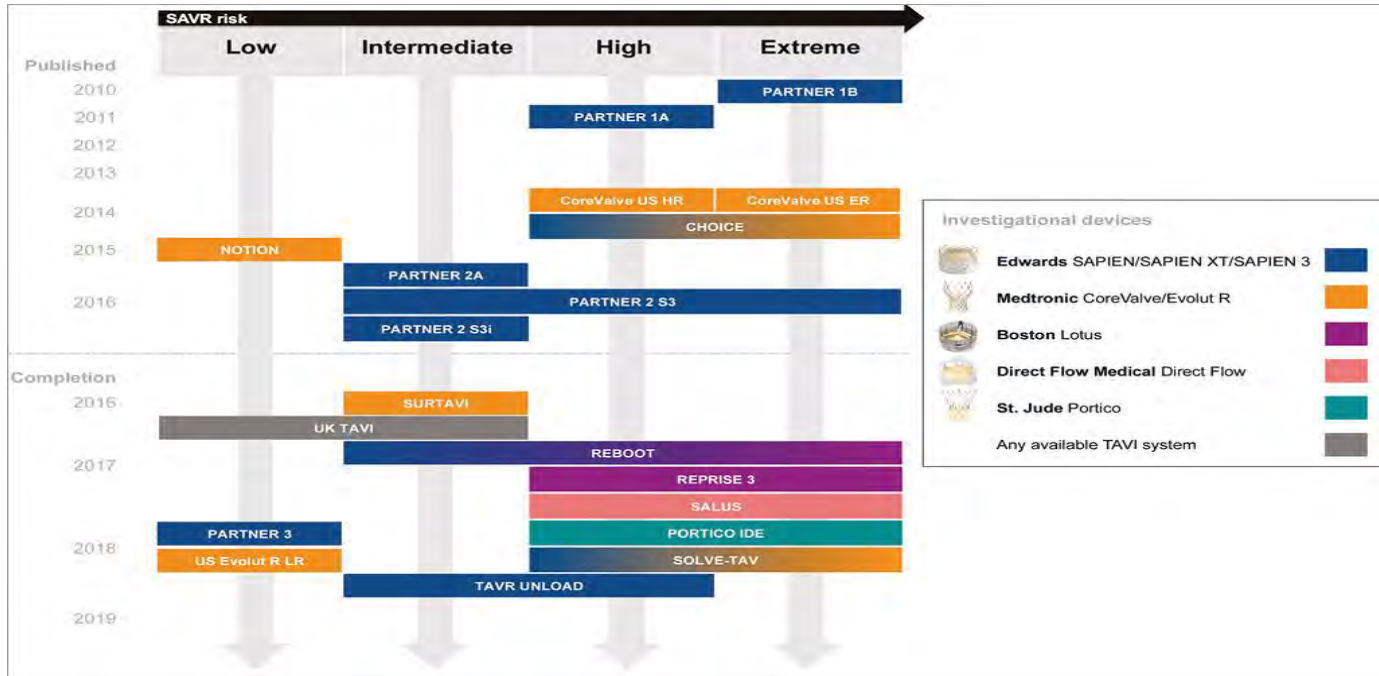 SAVR risk
Low Intermediate High Extreme
Published
2010 PARTNER 1B
2011 PARTNER 1A
2012
2013
CoreValve US HR CoreValve US ER
2014
CHOICE
2015 NOTION
PARTNER 2A
2016 PARTNER 2 S3
PARTNER 2 S3i
Completion
2016 SURTAVI
UK TAVI
REBOOT
2017
REPRISE 3
SALUS
PARTNER 3 PORTICO IDE
2018
US Evolut R LR SOLVE-TAV
TAVR UNLOAD
2019
Investigational devices
Edwards SAPIEN/SAPIEN XT/SAPIEN 3
Medtronic CoreValve/Evolut R
Boston Lotus
Direct Flow Medical Direct Flow
St. Jude Portico
Any available TAVI system